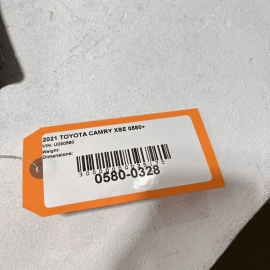 2021 TOYOTA CAMRY XSE 0580+
VIN: U030580
Weight:
Dimensions:
0580-0328